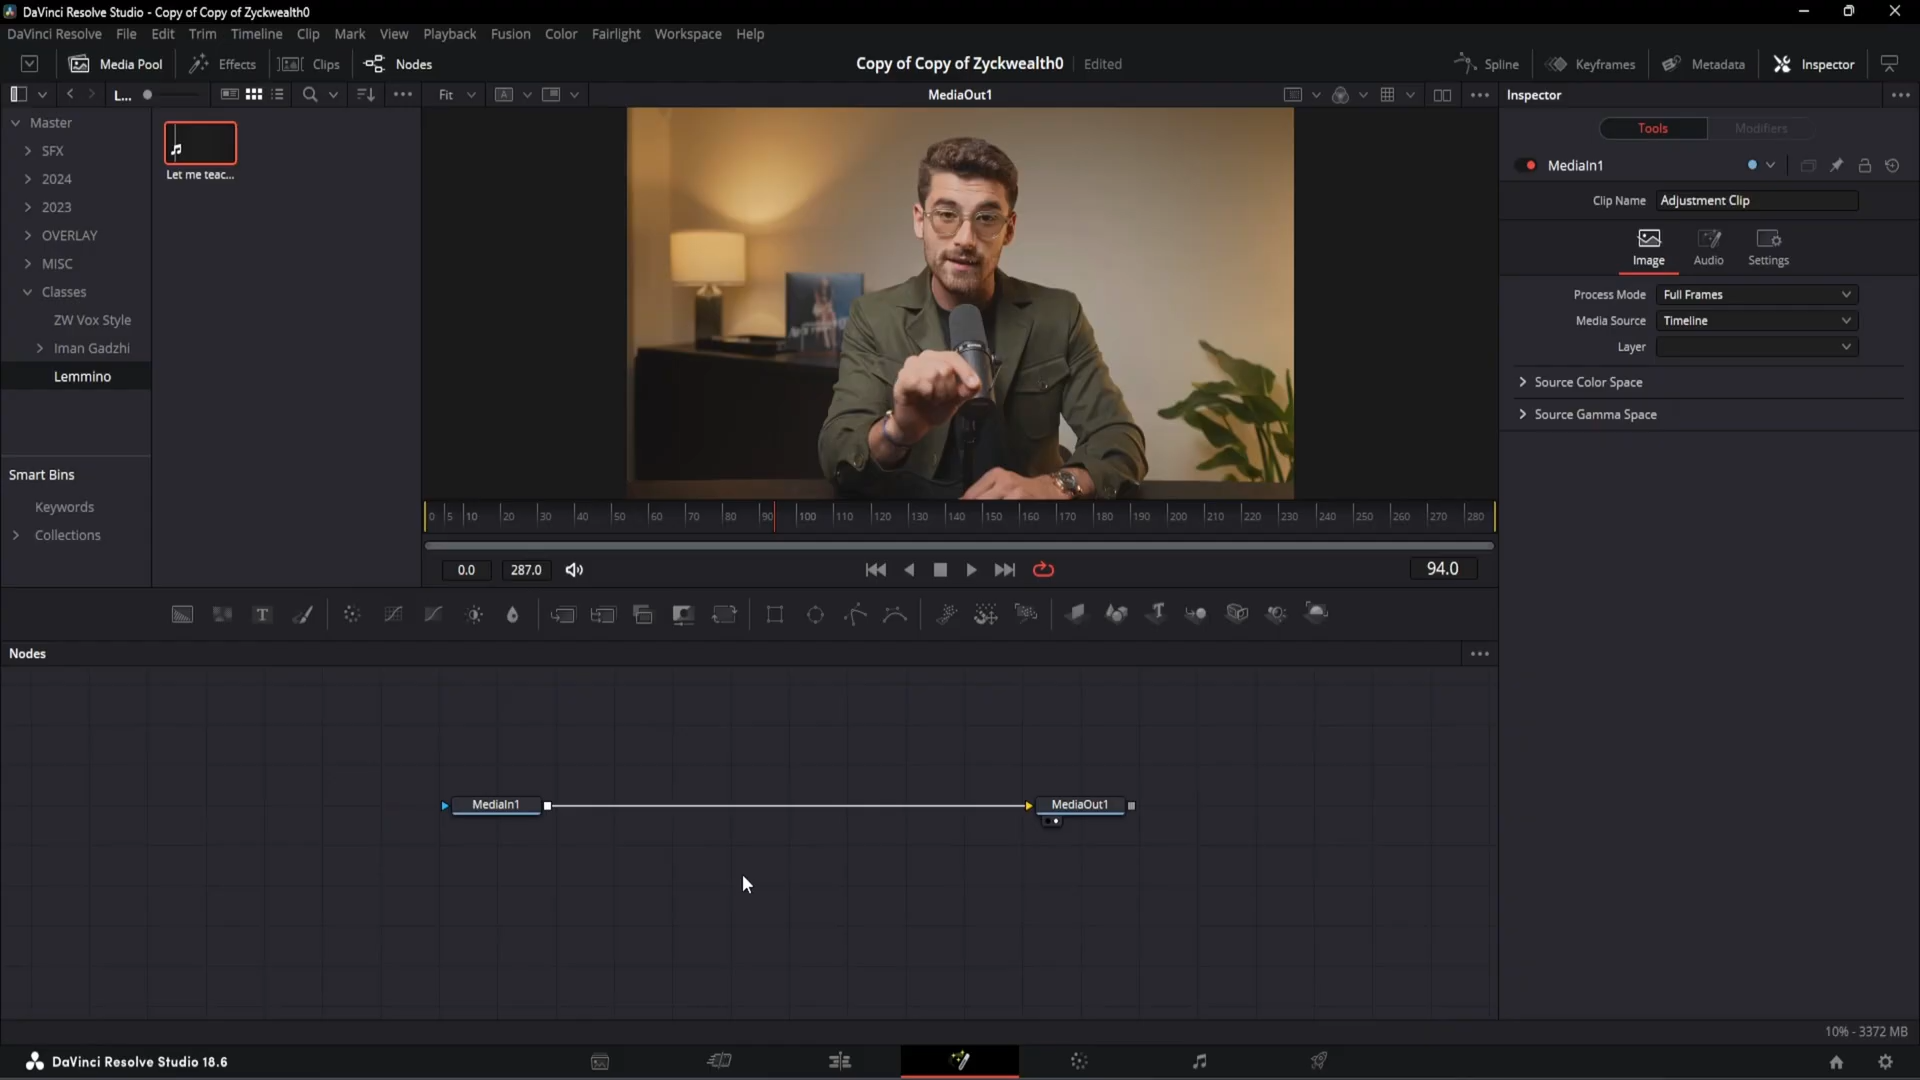 DaVinci Resolve Studio - Copy of Copy of Zyckwealth0
DaVinci Resolve File Edit Trim Timeline Clip Mark View Playback Fusion Color Fairlight Workspace Help
Media Pool Effects Clips Nodes Copy of Copy of Zyckwealth0 Edited Spline Keyframes Metadata Inspector
L... Fit MediaOut1 Inspector
Master
SFX
2024
2023
OVERLAY
MISC
Classes
ZW Vox Style
Iman Gadzhi
Lemmino
Smart Bins
Keywords
Collections
Let me teac...
0 5 10 20 30 40 50 60 70 80 90 100 110 120 130 140 150 160 170 180 190 200 210 220 230 240 250 260 270 280
0.0 287.0 94.0
Tools Modifiers
MediaIn1
Clip Name Adjustment Clip
Image Audio Settings
Process Mode Full Frames
Media Source Timeline
Layer
Source Color Space
Source Gamma Space
Nodes
MediaIn1 MediaOut1
10% - 3372 MB
DaVinci Resolve Studio 18.6